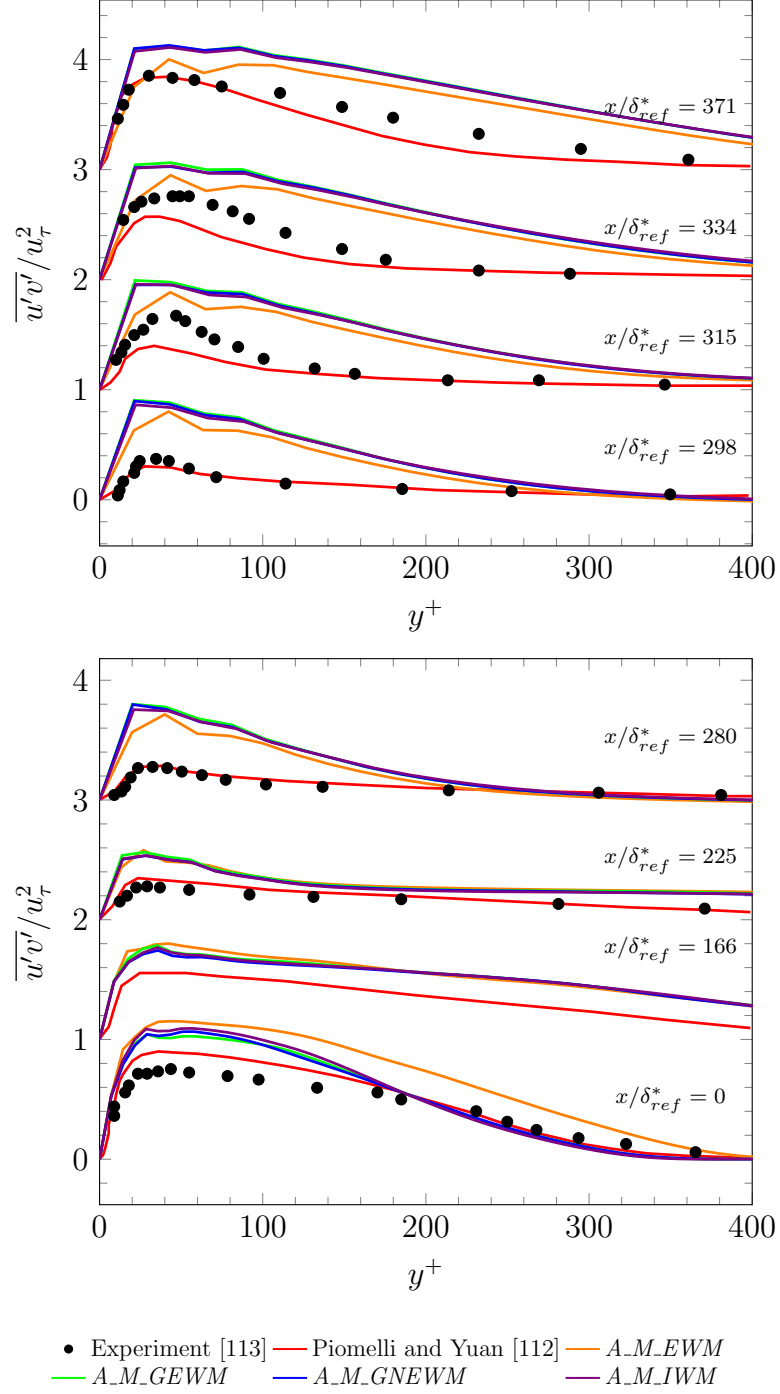 4
3
2
1
0
u'v'/u_τ^2
x/δ*_ref = 371
x/δ*_ref = 334
x/δ*_ref = 315
x/δ*_ref = 298
0 100 200 300 400
y+
4
3
2
1
0
u'v'/u_τ^2
x/δ*_ref = 280
x/δ*_ref = 225
x/δ*_ref = 166
x/δ*_ref = 0
0 100 200 300 400
y+
Experiment [113] Piomelli and Yuan [112] A_M_EWM
A_M_GEWM A_M_GNEWM A_M_IWM